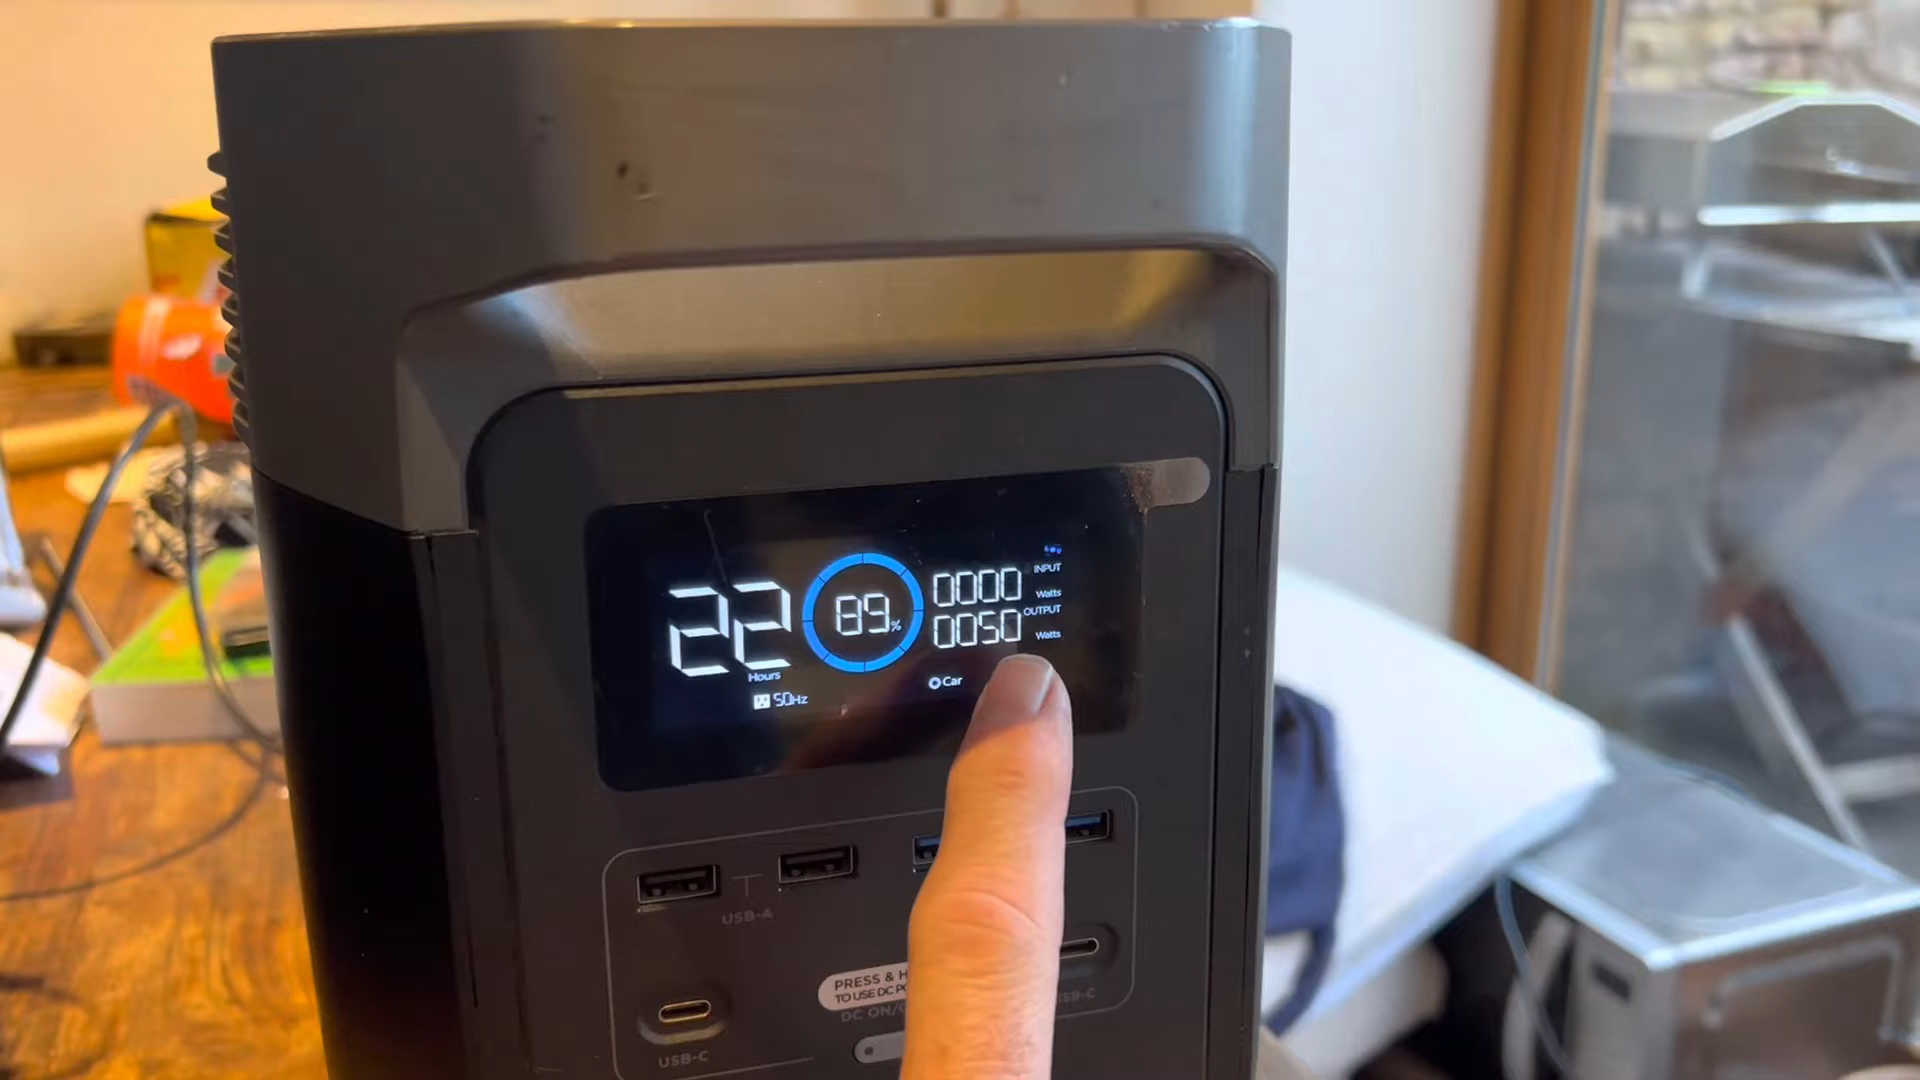 22
Hours
50Hz
89%
0000
INPUT
Watts
0050
OUTPUT
Watts
Car
USB-A
PRESS & H
TO USE DC PO
DC ON/
USB-C
USB-C